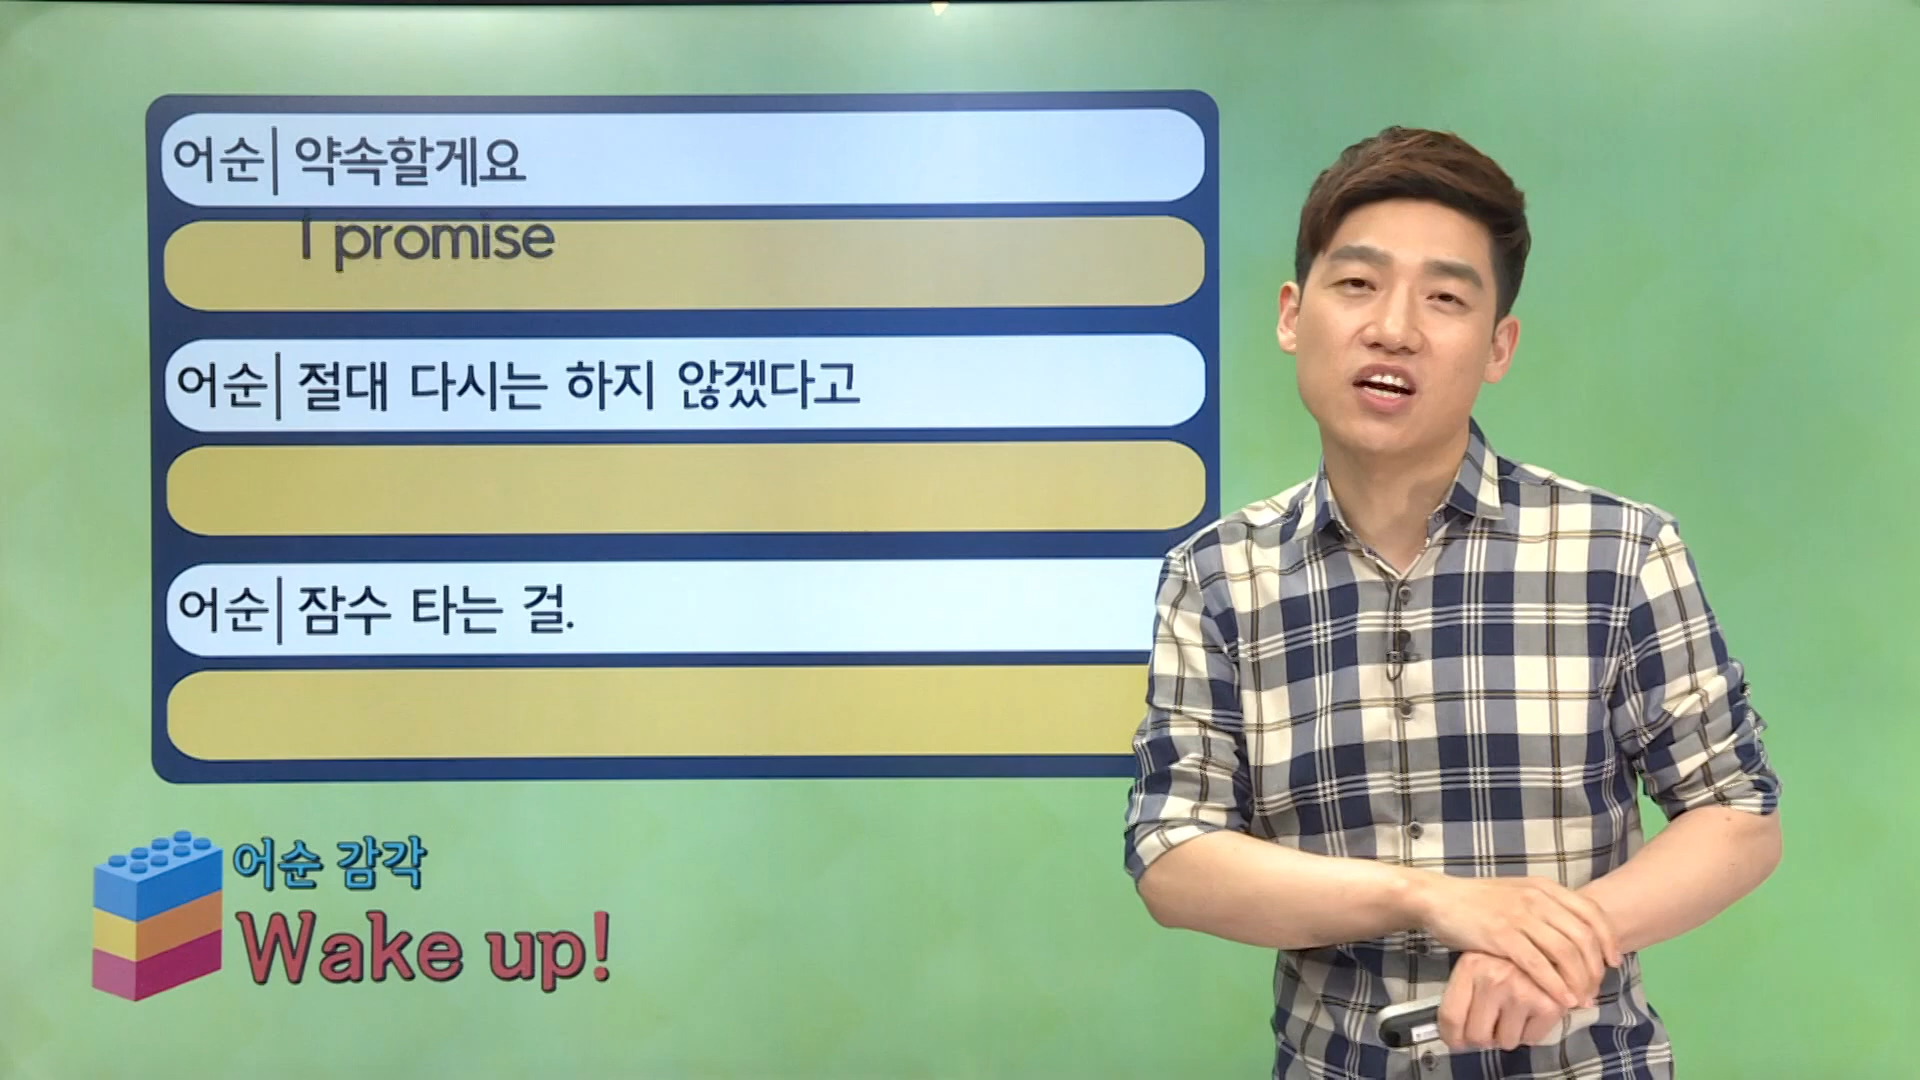 어순 | 약속할게요
I promise
어순 | 절대 다시는 하지 않겠다고
어순 | 잠수 타는 걸.
어순 감각
Wake up!